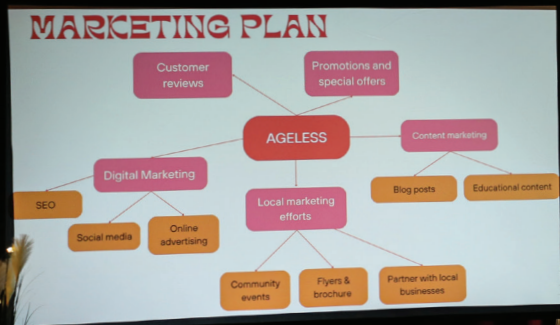 MARKETING PLAN
Customer
reviews
Promotions and
special offers
AGELESS
Content marketing
Digital Marketing
Blog posts
Educational content
SEO
Local marketing
efforts
Social media
Online
advertising
Community
events
Flyers &
brochure
Partner with local
businesses